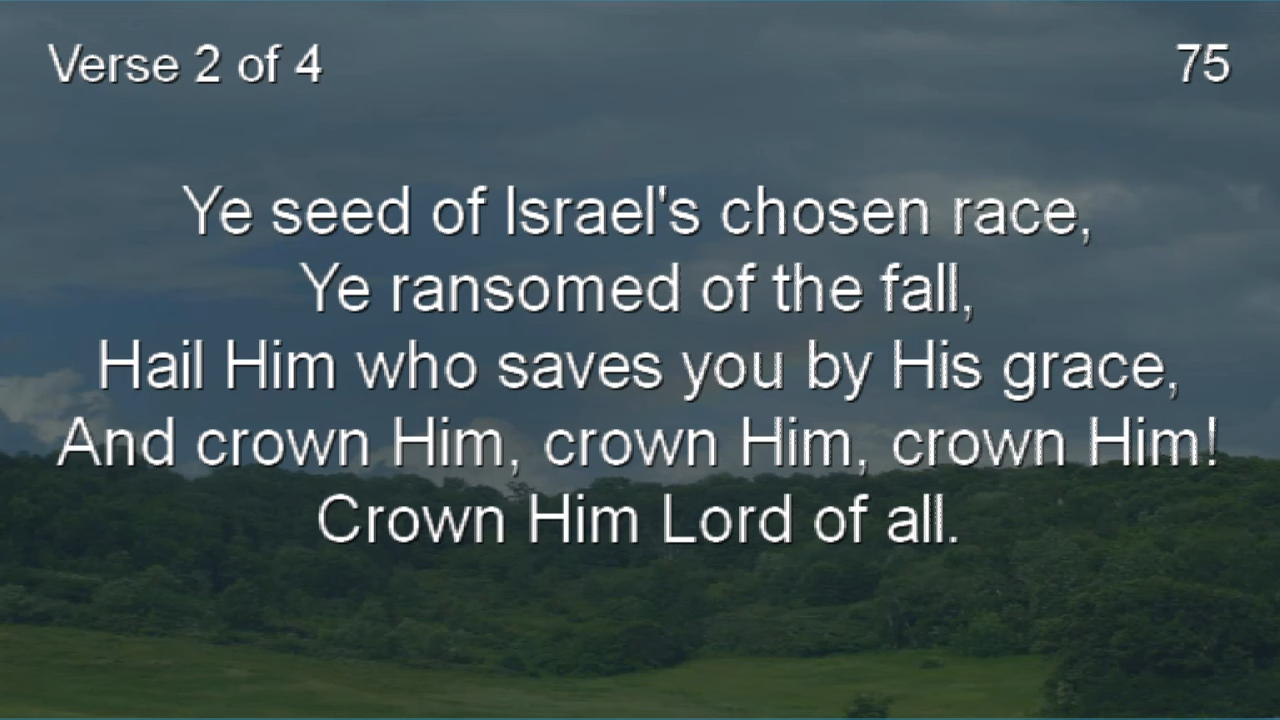 Verse 2 of 4
75
Ye seed of Israel's chosen race,
Ye ransomed of the fall,
Hail Him who saves you by His grace,
And crown Him, crown Him, crown Him!
Crown Him Lord of all.